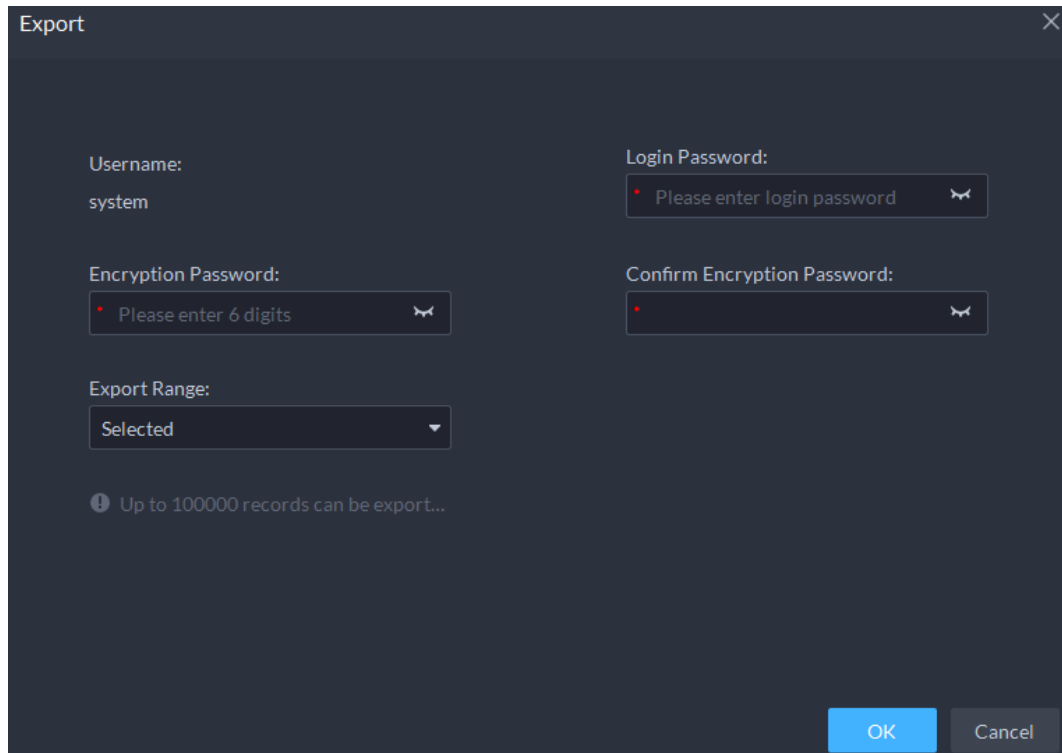 Export
Username:
system
Login Password:
* Please enter login password
Encryption Password:
* Please enter 6 digits
Confirm Encryption Password:
*
Export Range:
Selected
Up to 100000 records can be export...
OK
Cancel